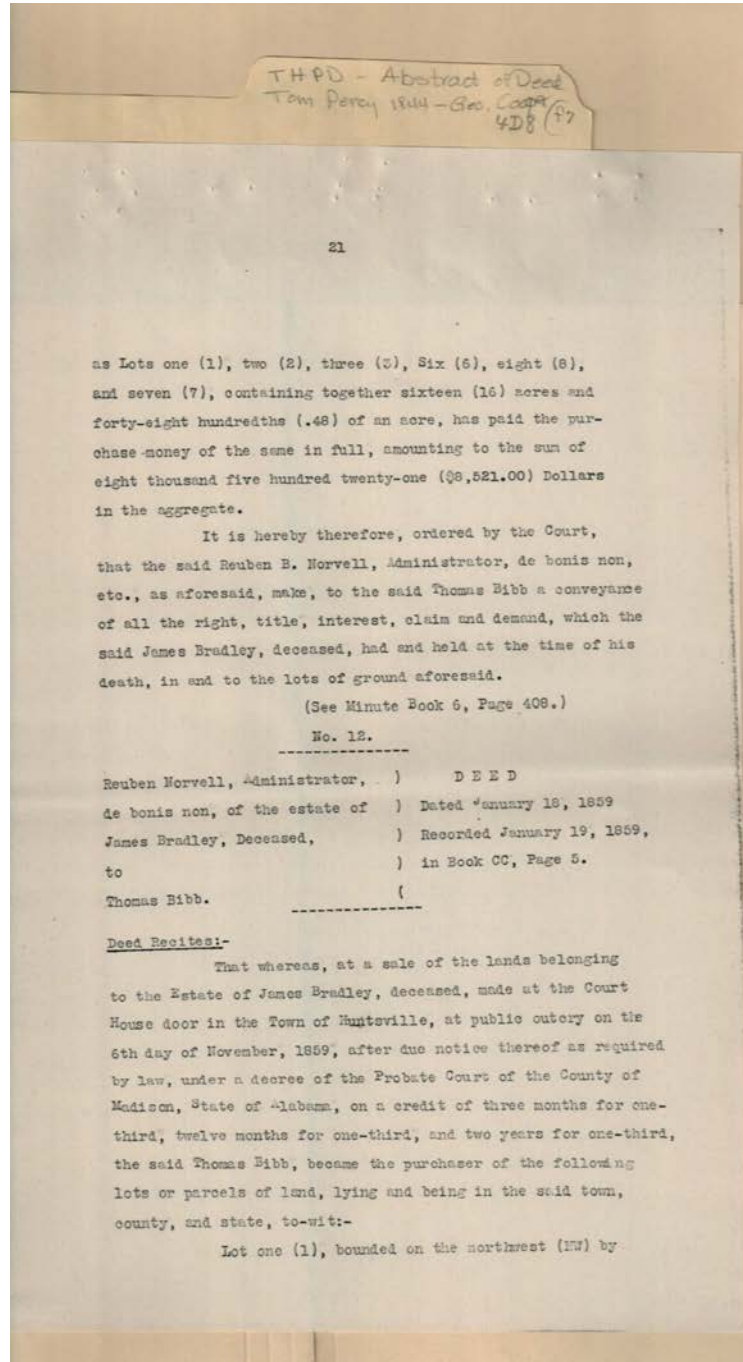 THPD - Abstract of Deed
Tom Percy 1844 - Geo. Cooper
4D8 (P7
21
as Lots one (1), two (2), three (3), Six (6), eight (8),
and seven (7), containing together sixteen (16) acres and
forty-eight hundredths (.48) of an acre, has paid the pur-
chase money of the same in full, amounting to the sum of
eight thousand five hundred twenty-one ($8,521.00) Dollars
in the aggregate.
It is hereby therefore, ordered by the Court,
that the said Reuben B. Norvell, Administrator, de bonis non,
etc., as aforesaid, make, to the said Thomas Bibb a conveyance
of all the right, title, interest, claim and demand, which the
said James Bradley, deceased, had and held at the time of his
death, in and to the lots of ground aforesaid.
(See Minute Book 6, Page 408.)
No. 12.
Reuben Norvell, Administrator, ) D E E D
de bonis non, of the estate of ) Dated January 18, 1859
James Bradley, Deceased, ) Recorded January 19, 1859,
to ) in Book CC, Page 5.
Thomas Bibb. (
Deed Recites:-
That whereas, at a sale of the lands belonging
to the Estate of James Bradley, deceased, made at the Court
House door in the Town of Huntsville, at public outcry on the
6th day of November, 1859, after due notice thereof as required
by law, under a decree of the Probate Court of the County of
Madison, State of Alabama, on a credit of three months for one-
third, twelve months for one-third, and two years for one-third,
the said Thomas Bibb, became the purchaser of the following
lots or parcels of land, lying and being in the said town,
county, and state, to-wit:-
Lot one (1), bounded on the northwest (NW) by